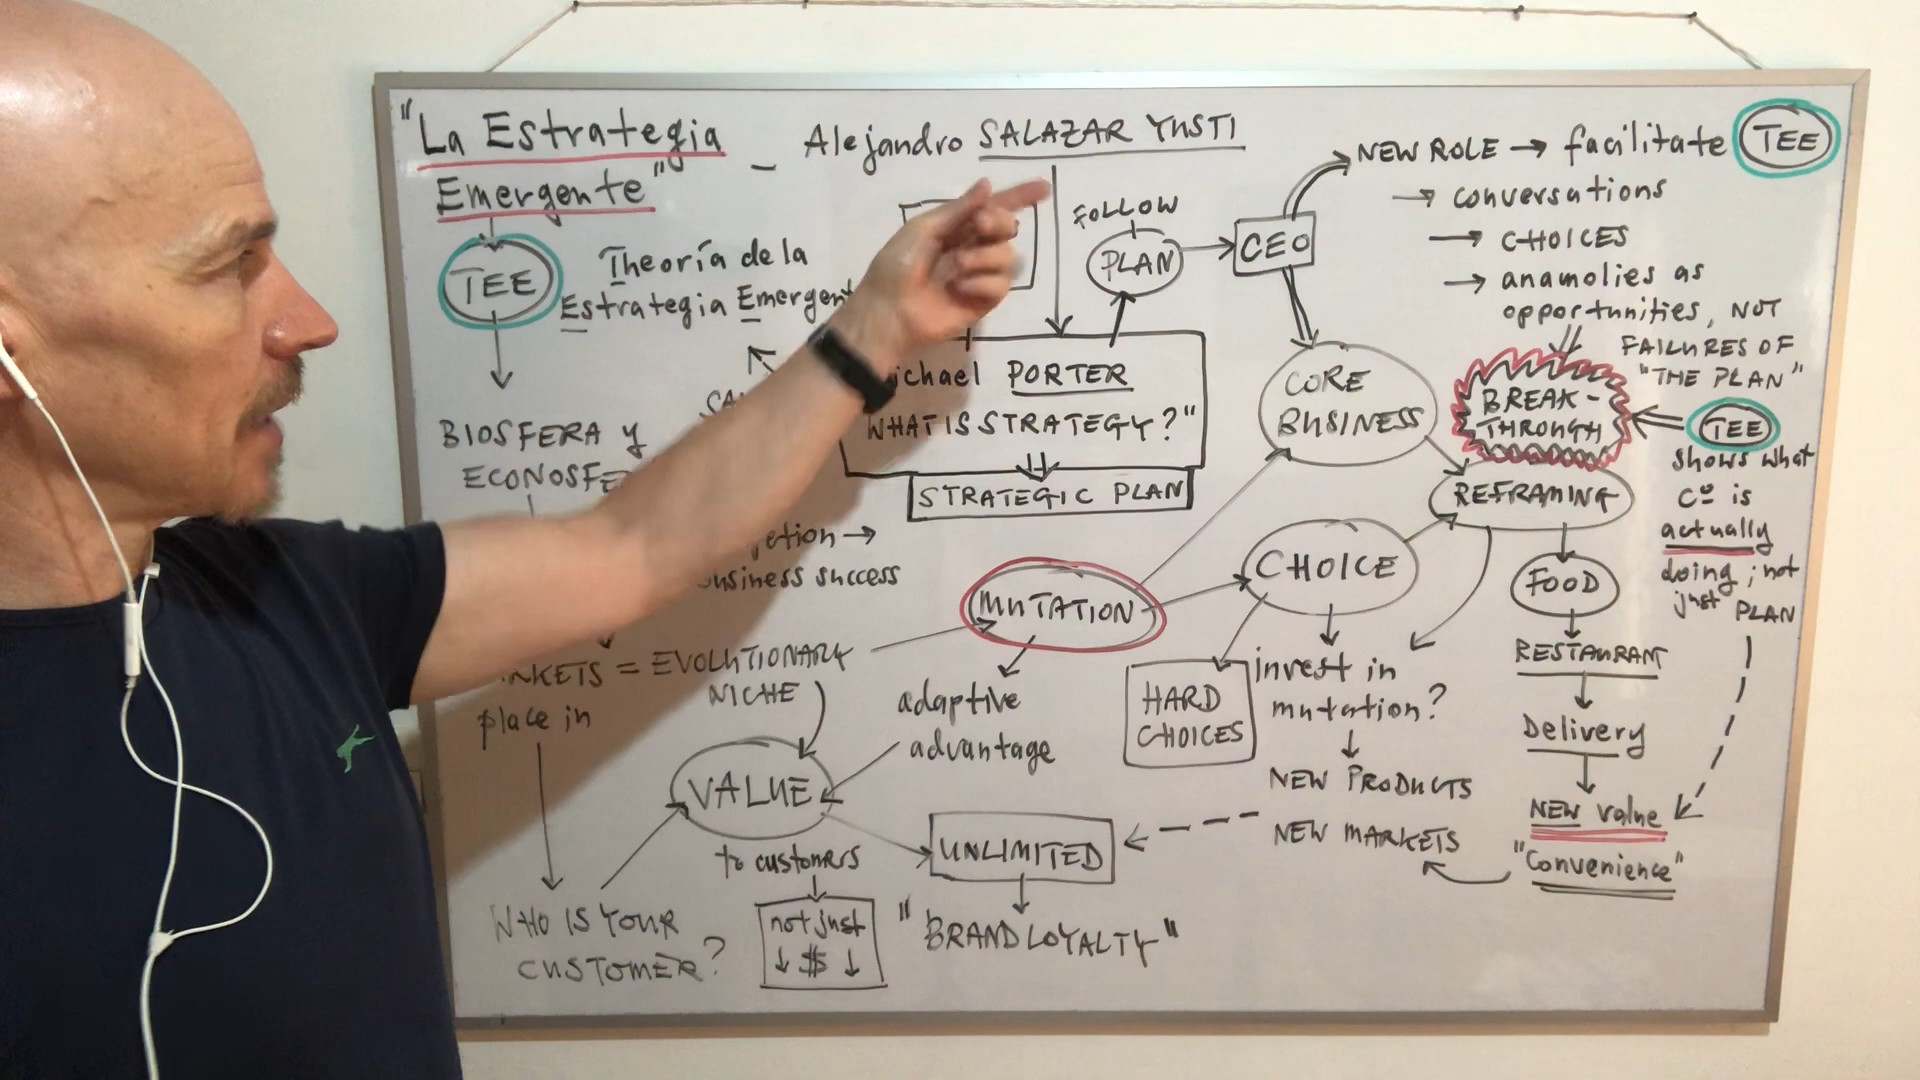 "La Estrategia
Emergente" - Alejandro SALAZAR YUSTI
TEE
Theoría de la
Estrategia Emergent
BIOSFERA y
ECONOSFE
etion →
usiness success
RKETS = EVOLUTIONARY
NICHE
place in
WHO IS YOUR
CUSTOMER?
VALUE
to customers
not just
↓ $ ↓
ichael PORTER
WHAT IS STRATEGY?"
STRATEGIC PLAN
FOLLOW
PLAN
CEO
MUTATION
adaptive
advantage
UNLIMITED
"BRAND LOYALTY"
NEW ROLE → facilitate TEE
→ conversations
→ CHOICES
→ anamolies as
opportunities, NOT
FAILURES OF
"THE PLAN"
CORE
BUSINESS
BREAK-
THROUGH
TEE
shows what
Cº is
actually
doing; not
just PLAN
REFRAMING
CHOICE
HARD
CHOICES
invest in
mutation?
NEW PRODUCTS
NEW MARKETS
FOOD
RESTAURANT
Delivery
NEW value
"Convenience"